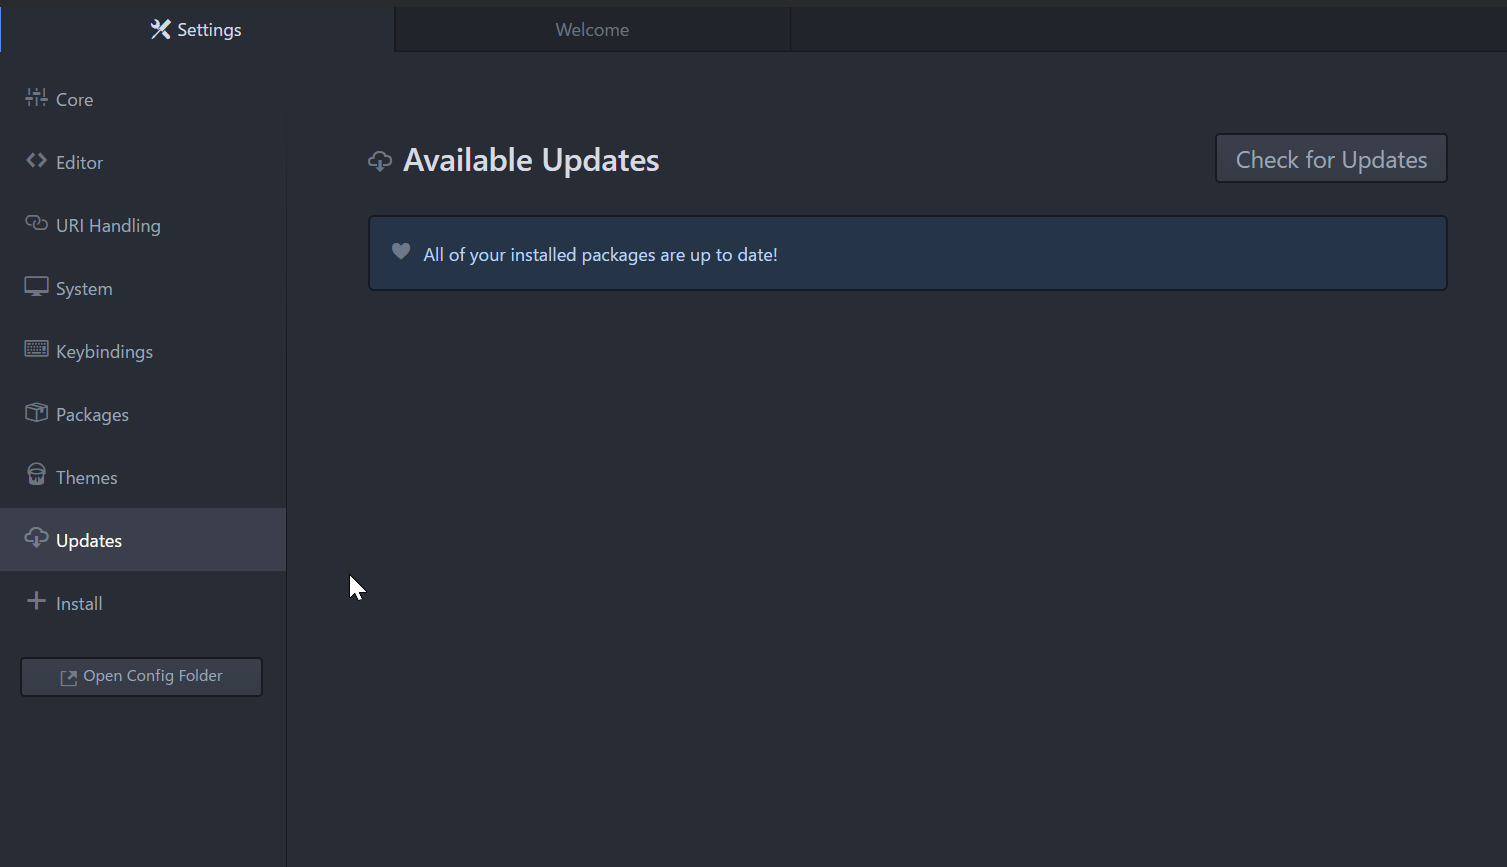 Settings
Welcome
Core
Editor
URI Handling
System
Keybindings
Packages
Themes
Updates
Install
Open Config Folder
Available Updates
Check for Updates
All of your installed packages are up to date!